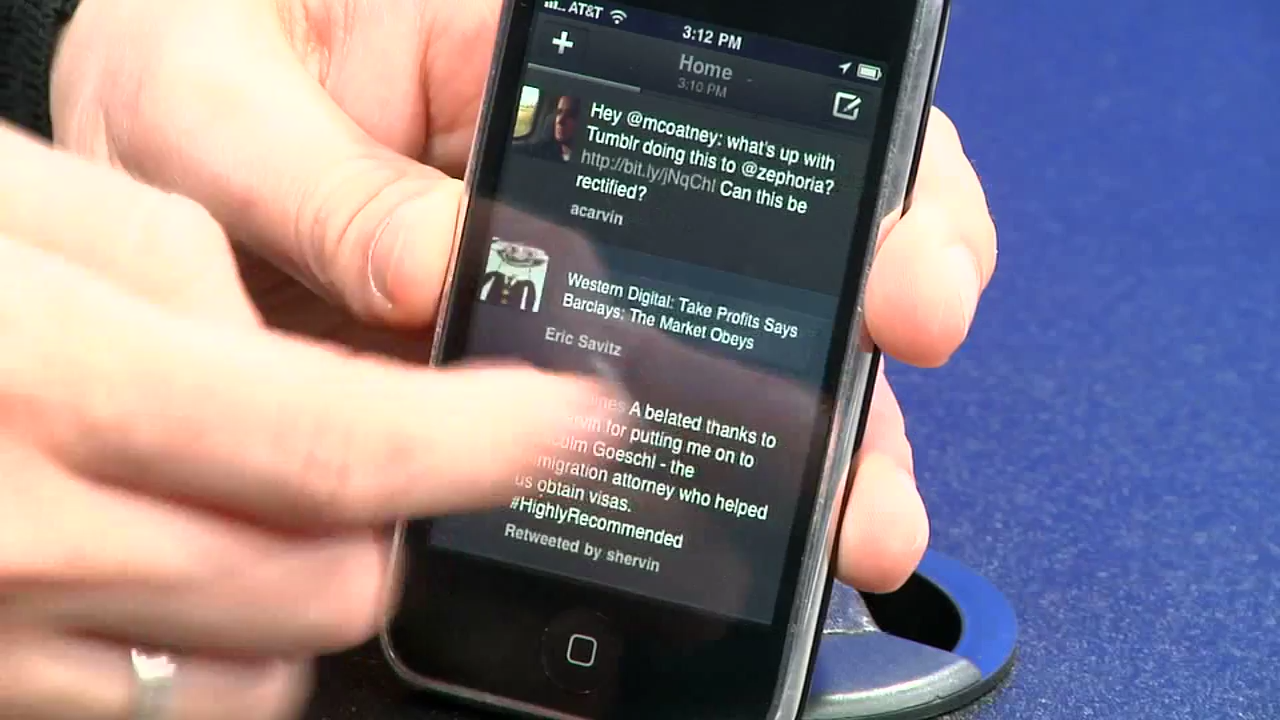 AT&T 3:12 PM
Home
3:10 PM
Hey @mcoatney: what's up with
Tumblr doing this to @zephoria?
http://bit.ly/jNqChI Can this be
rectified?
acarvin
Western Digital: Take Profits Says
Barclays; The Market Obeys
Eric Savitz
A belated thanks to
for putting me on to
Goeschl - the
migration attorney who helped
us obtain visas.
#HighlyRecommended
Retweeted by shervin